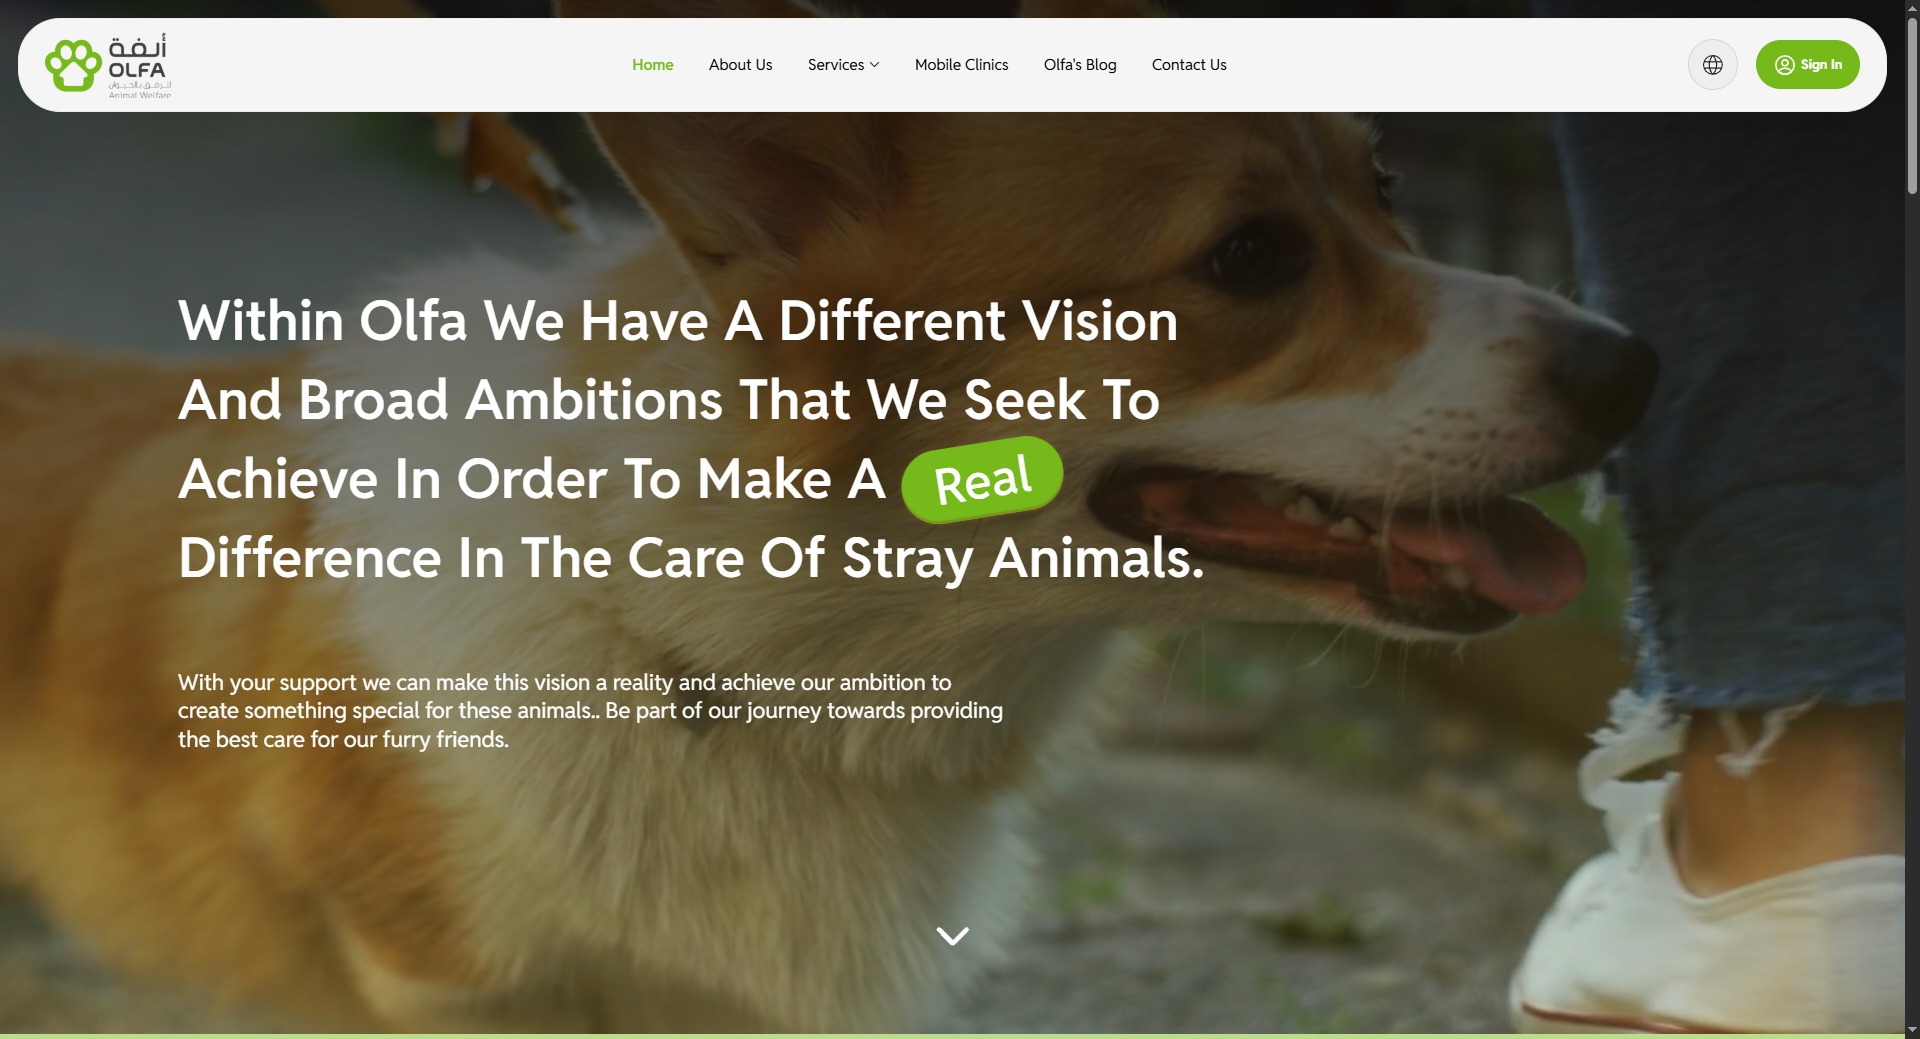 أُلفة
OLFA
للرفق بالحيوان
Animal Welfare
Home
About Us
Services
Mobile Clinics
Olfa's Blog
Contact Us
Sign In
Within Olfa We Have A Different Vision
And Broad Ambitions That We Seek To
Achieve In Order To Make A Real
Difference In The Care Of Stray Animals.
With your support we can make this vision a reality and achieve our ambition to
create something special for these animals.. Be part of our journey towards providing
the best care for our furry friends.